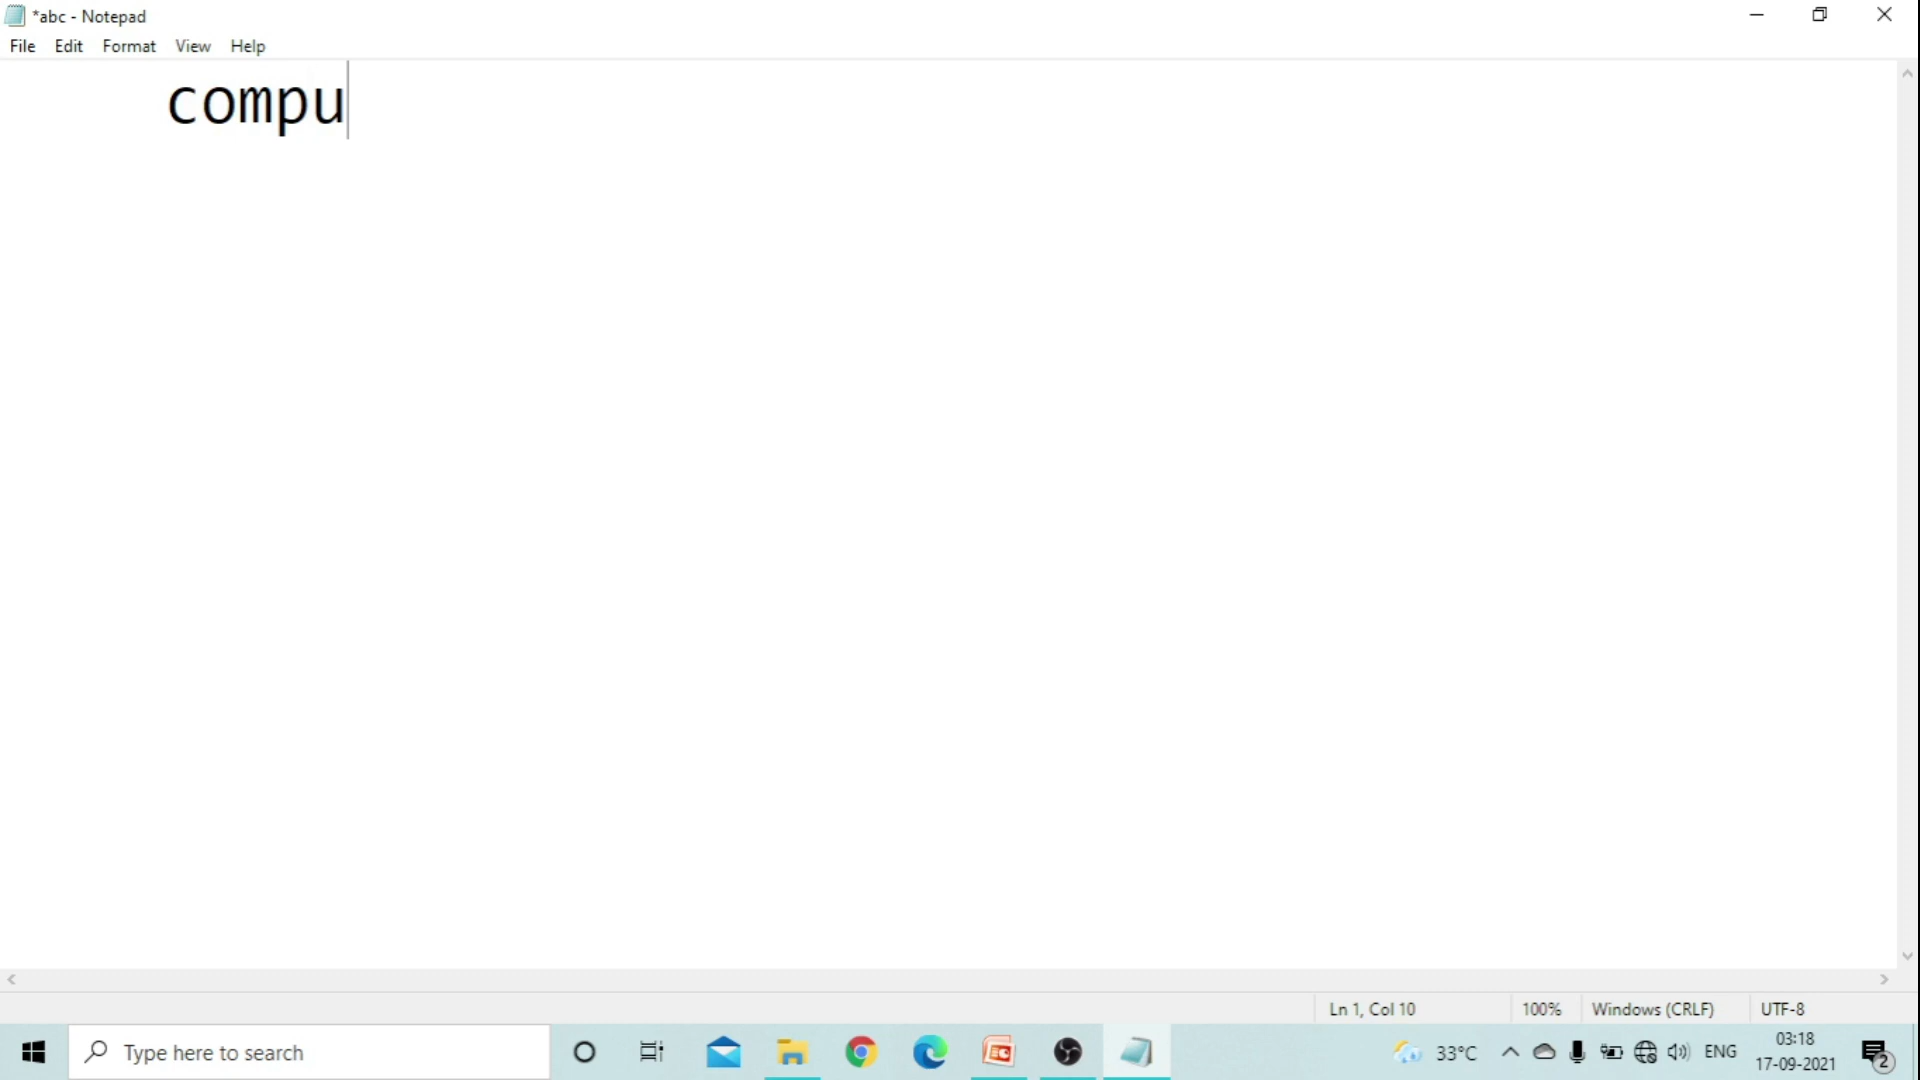 *abc - Notepad
File Edit Format View Help
compu
Ln 1, Col 10 100% Windows (CRLF) UTF-8
Type here to search 33°C ENG 03:18
17-09-2021 2